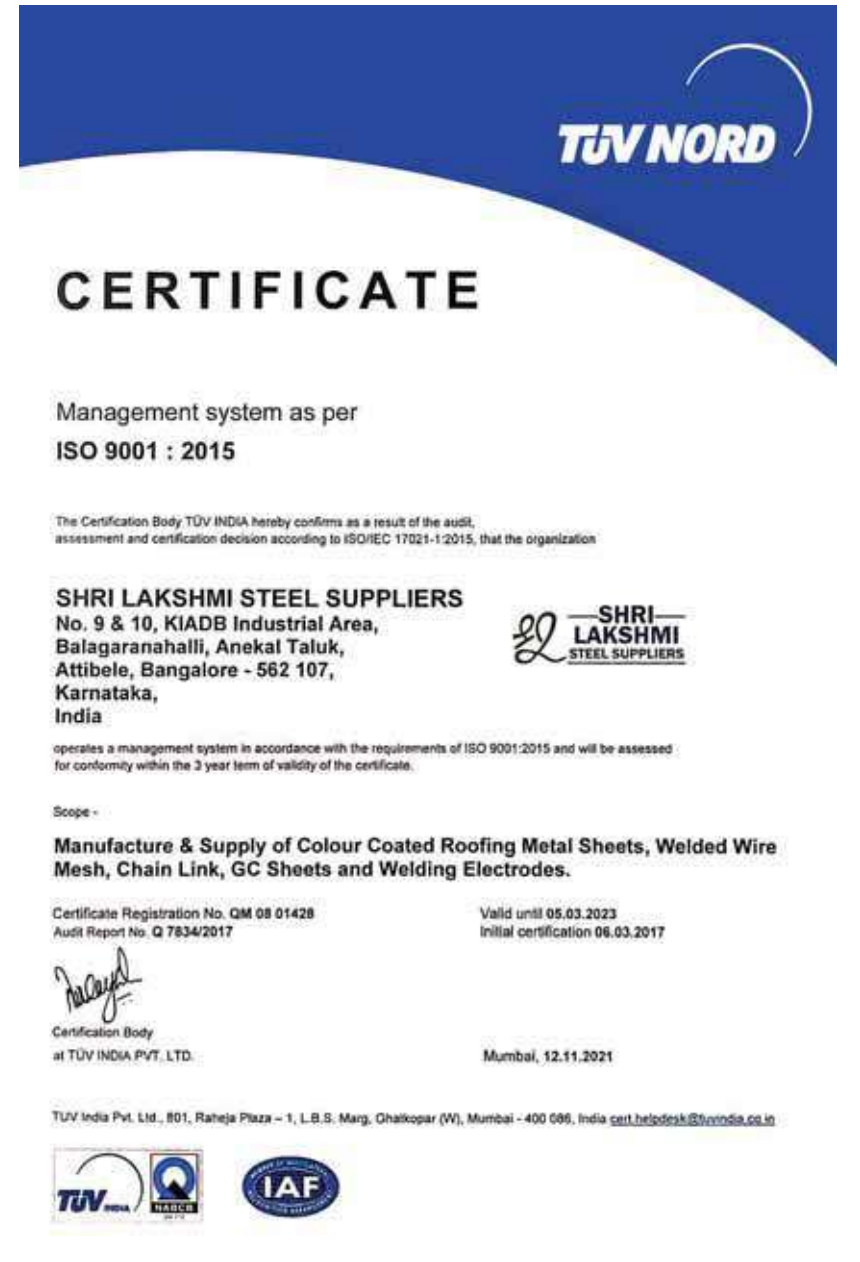 TÜV NORD
CERTIFICATE
Management system as per
ISO 9001 : 2015
The Certification Body TÜV INDIA hereby confirms as a result of the audit,
assessment and certification decision according to ISO/IEC 17021-1:2015, that the organization
SHRI LAKSHMI STEEL SUPPLIERS
No. 9 & 10, KIADB Industrial Area,
Balagaranahalli, Anekal Taluk,
Attibele, Bangalore - 562 107,
Karnataka,
India
SHRI
LAKSHMI
STEEL SUPPLIERS
operates a management system in accordance with the requirements of ISO 9001:2015 and will be assessed
for conformity within the 3 year term of validity of the certificate.
Scope -
Manufacture & Supply of Colour Coated Roofing Metal Sheets, Welded Wire
Mesh, Chain Link, GC Sheets and Welding Electrodes.
Certificate Registration No. QM 08 01428
Audit Report No. Q 7834/2017
Valid until 05.03.2023
Initial certification 06.03.2017
Certification Body
at TÜV INDIA PVT. LTD.
Mumbai, 12.11.2021
TUV India Pvt. Ltd., 801, Raheja Plaza – 1, L.B.S. Marg, Ghatkopar (W), Mumbai - 400 086, India cert.helpdesk@tuvindia.co.in
TÜV INDIA
NABCB
IAF